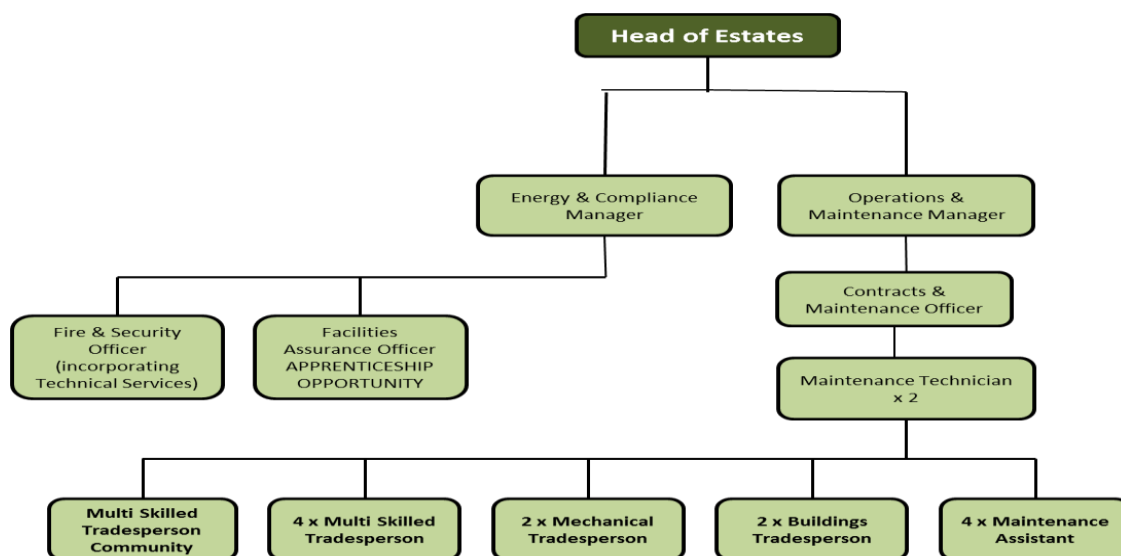 Head of Estates
Energy & Compliance
Manager
Operations &
Maintenance Manager
Contracts &
Maintenance Officer
Fire & Security
Officer
(incorporating
Technical Services)
Facilities
Assurance Officer
APPRENTICESHIP
OPPORTUNITY
Maintenance Technician
x 2
Multi Skilled
Tradesperson
Community
4 x Multi Skilled
Tradesperson
2 x Mechanical
Tradesperson
2 x Buildings
Tradesperson
4 x Maintenance
Assistant